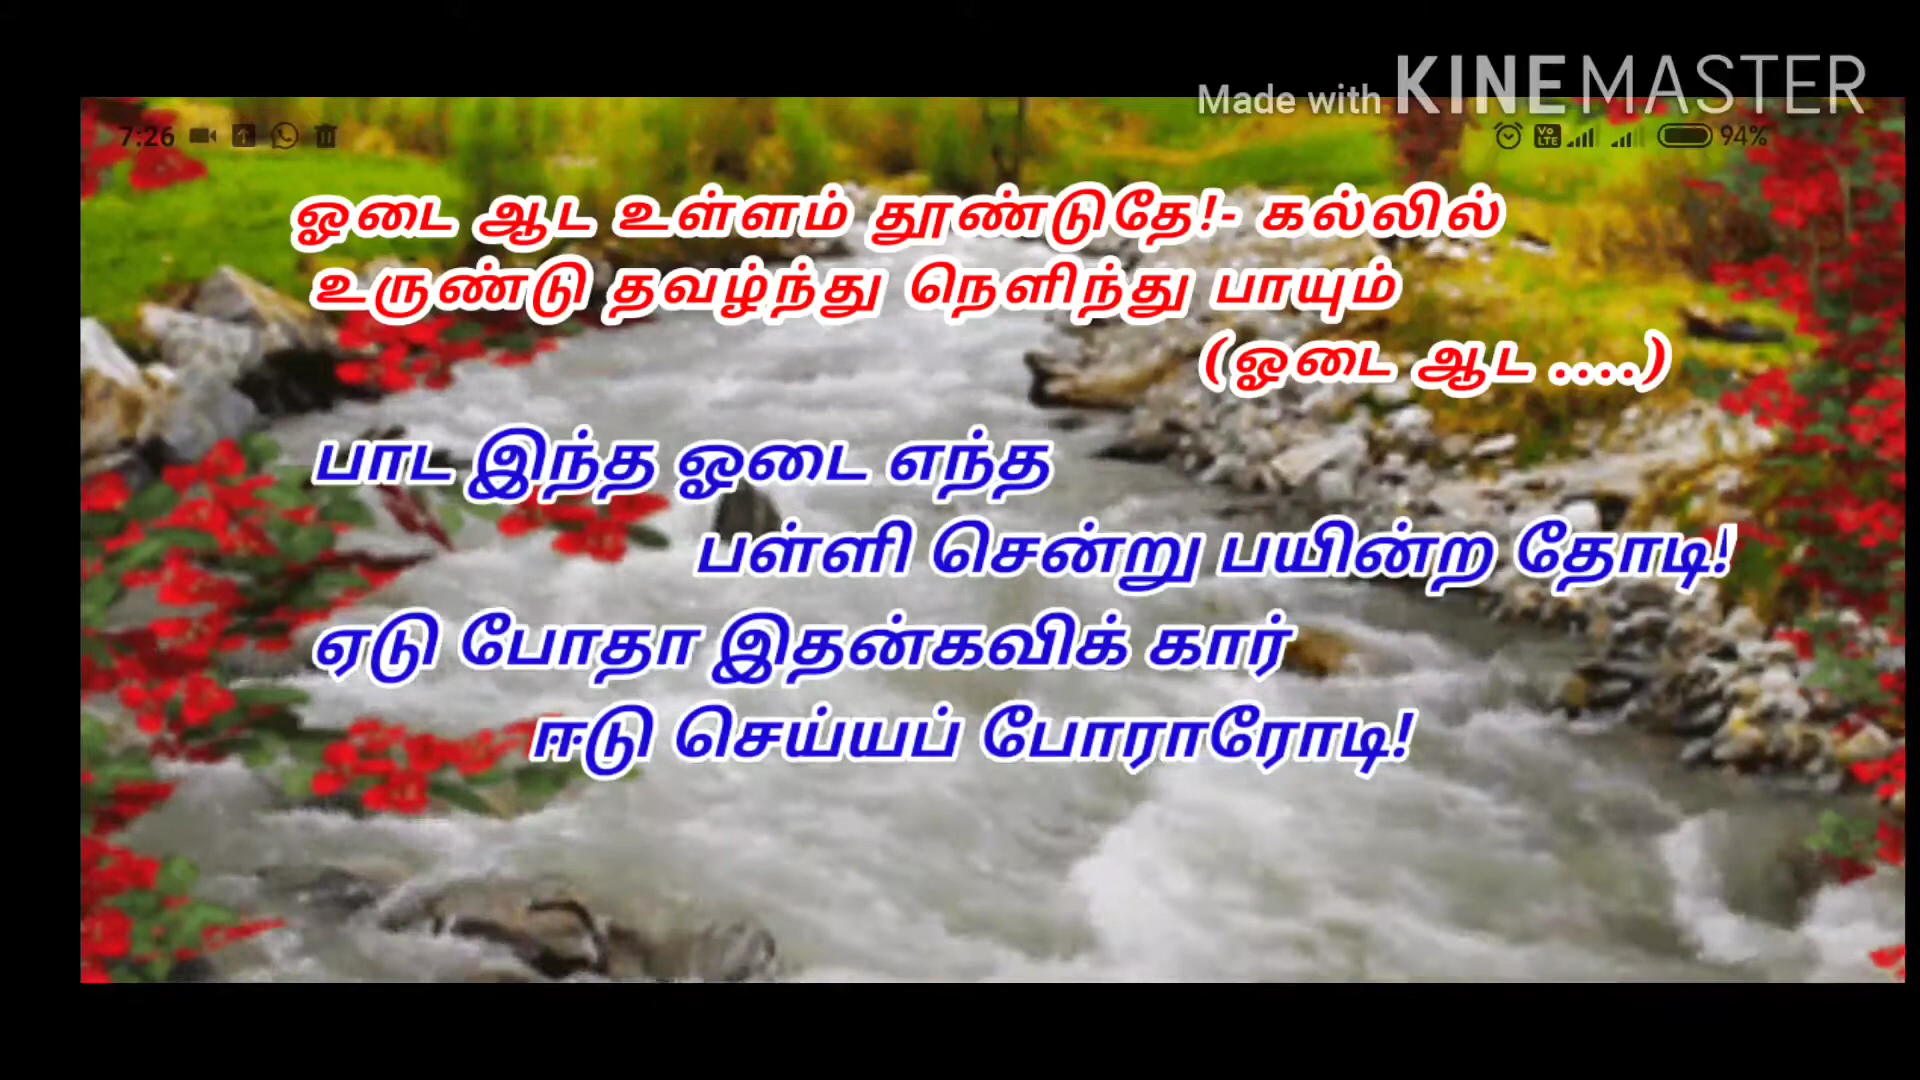 Made with KINEMASTER
7:26
94%
ஓடை ஆட உள்ளம் தூண்டுதே!- கல்லில்
உருண்டு தவழ்ந்து நெளிந்து பாயும்
(ஓடை ஆட ....)
பாட இந்த ஓடை எந்த
பள்ளி சென்று பயின்ற தோடி!
ஏடு போதா இதன்கவிக் கார்
ஈடு செய்யப் போராரோடி!